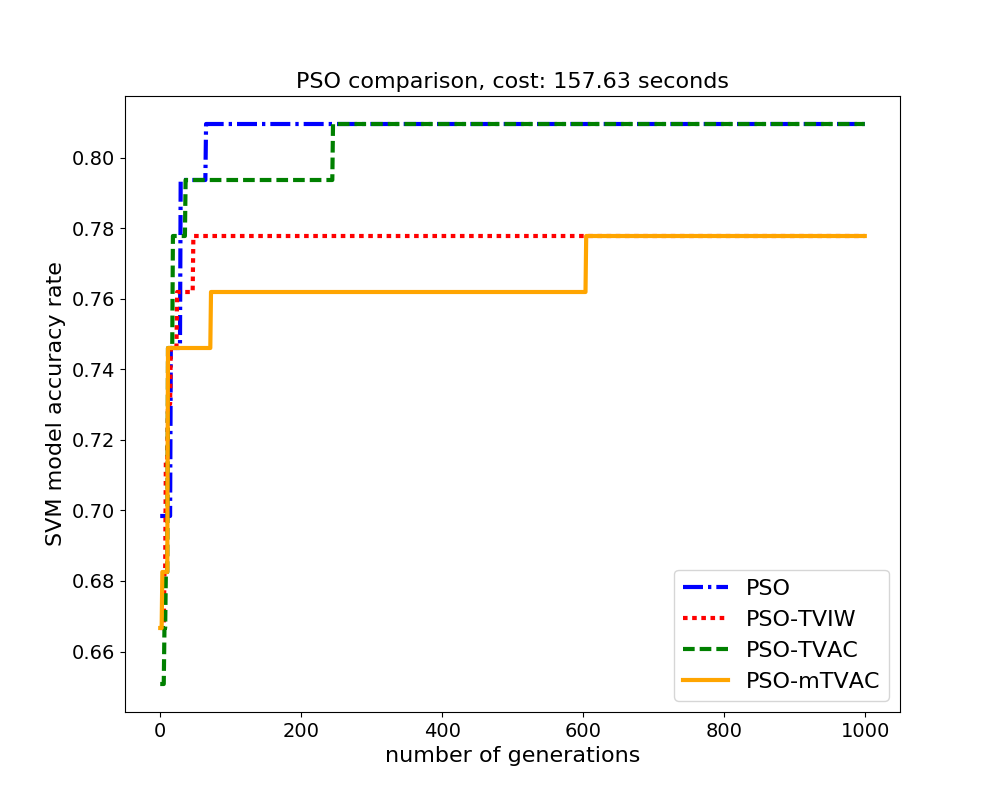 PSO comparison, cost: 157.63 seconds
SVM model accuracy rate
0.80
0.78
0.76
0.74
0.72
0.70
0.68
0.66
0 200 400 600 800 1000
number of generations
PSO
PSO-TVIW
PSO-TVAC
PSO-mTVAC